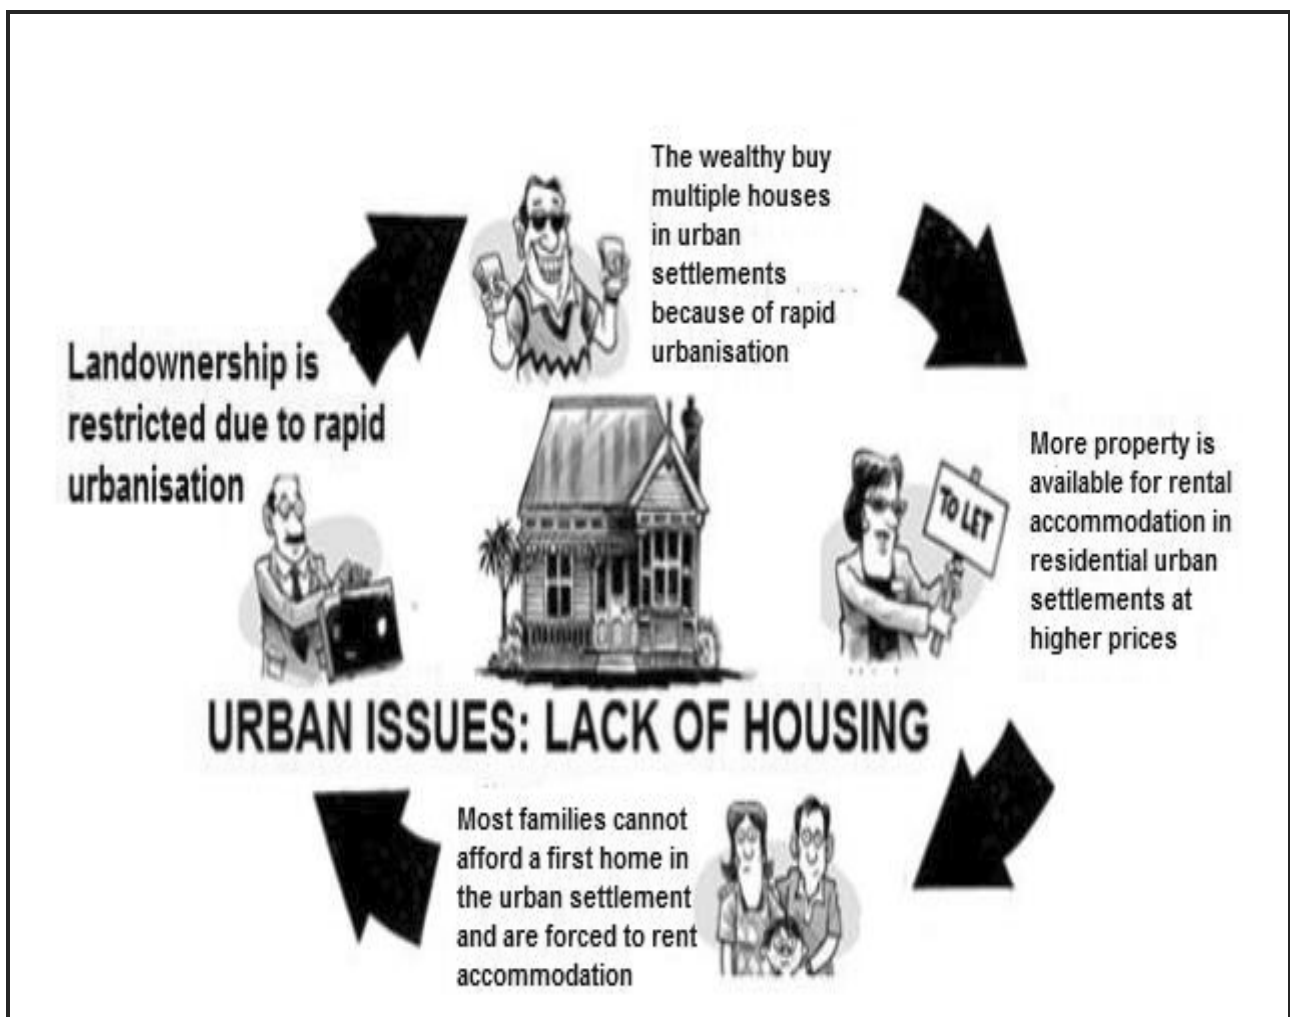 The wealthy buy
multiple houses
in urban
settlements
because of rapid
urbanisation
Landownership is
restricted due to rapid
urbanisation
More property is
available for rental
accommodation in
residential urban
settlements at
higher prices
TO LET
URBAN ISSUES: LACK OF HOUSING
Most families cannot
afford a first home in
the urban settlement
and are forced to rent
accommodation